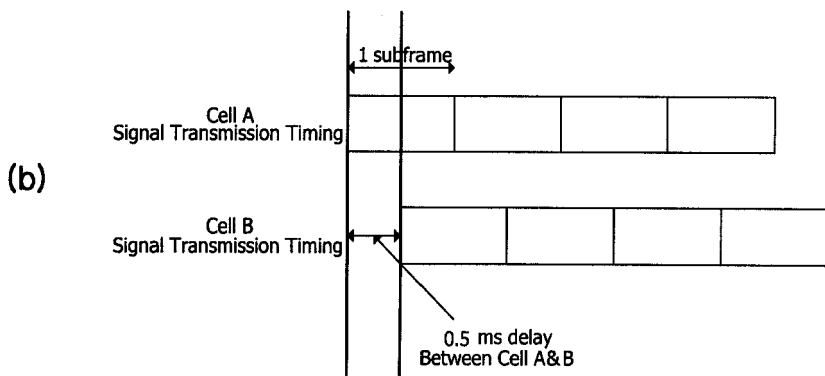 1 subframe
Cell A
Signal Transmission Timing
(b)
Cell B
Signal Transmission Timing
0.5 ms delay
Between Cell A&B